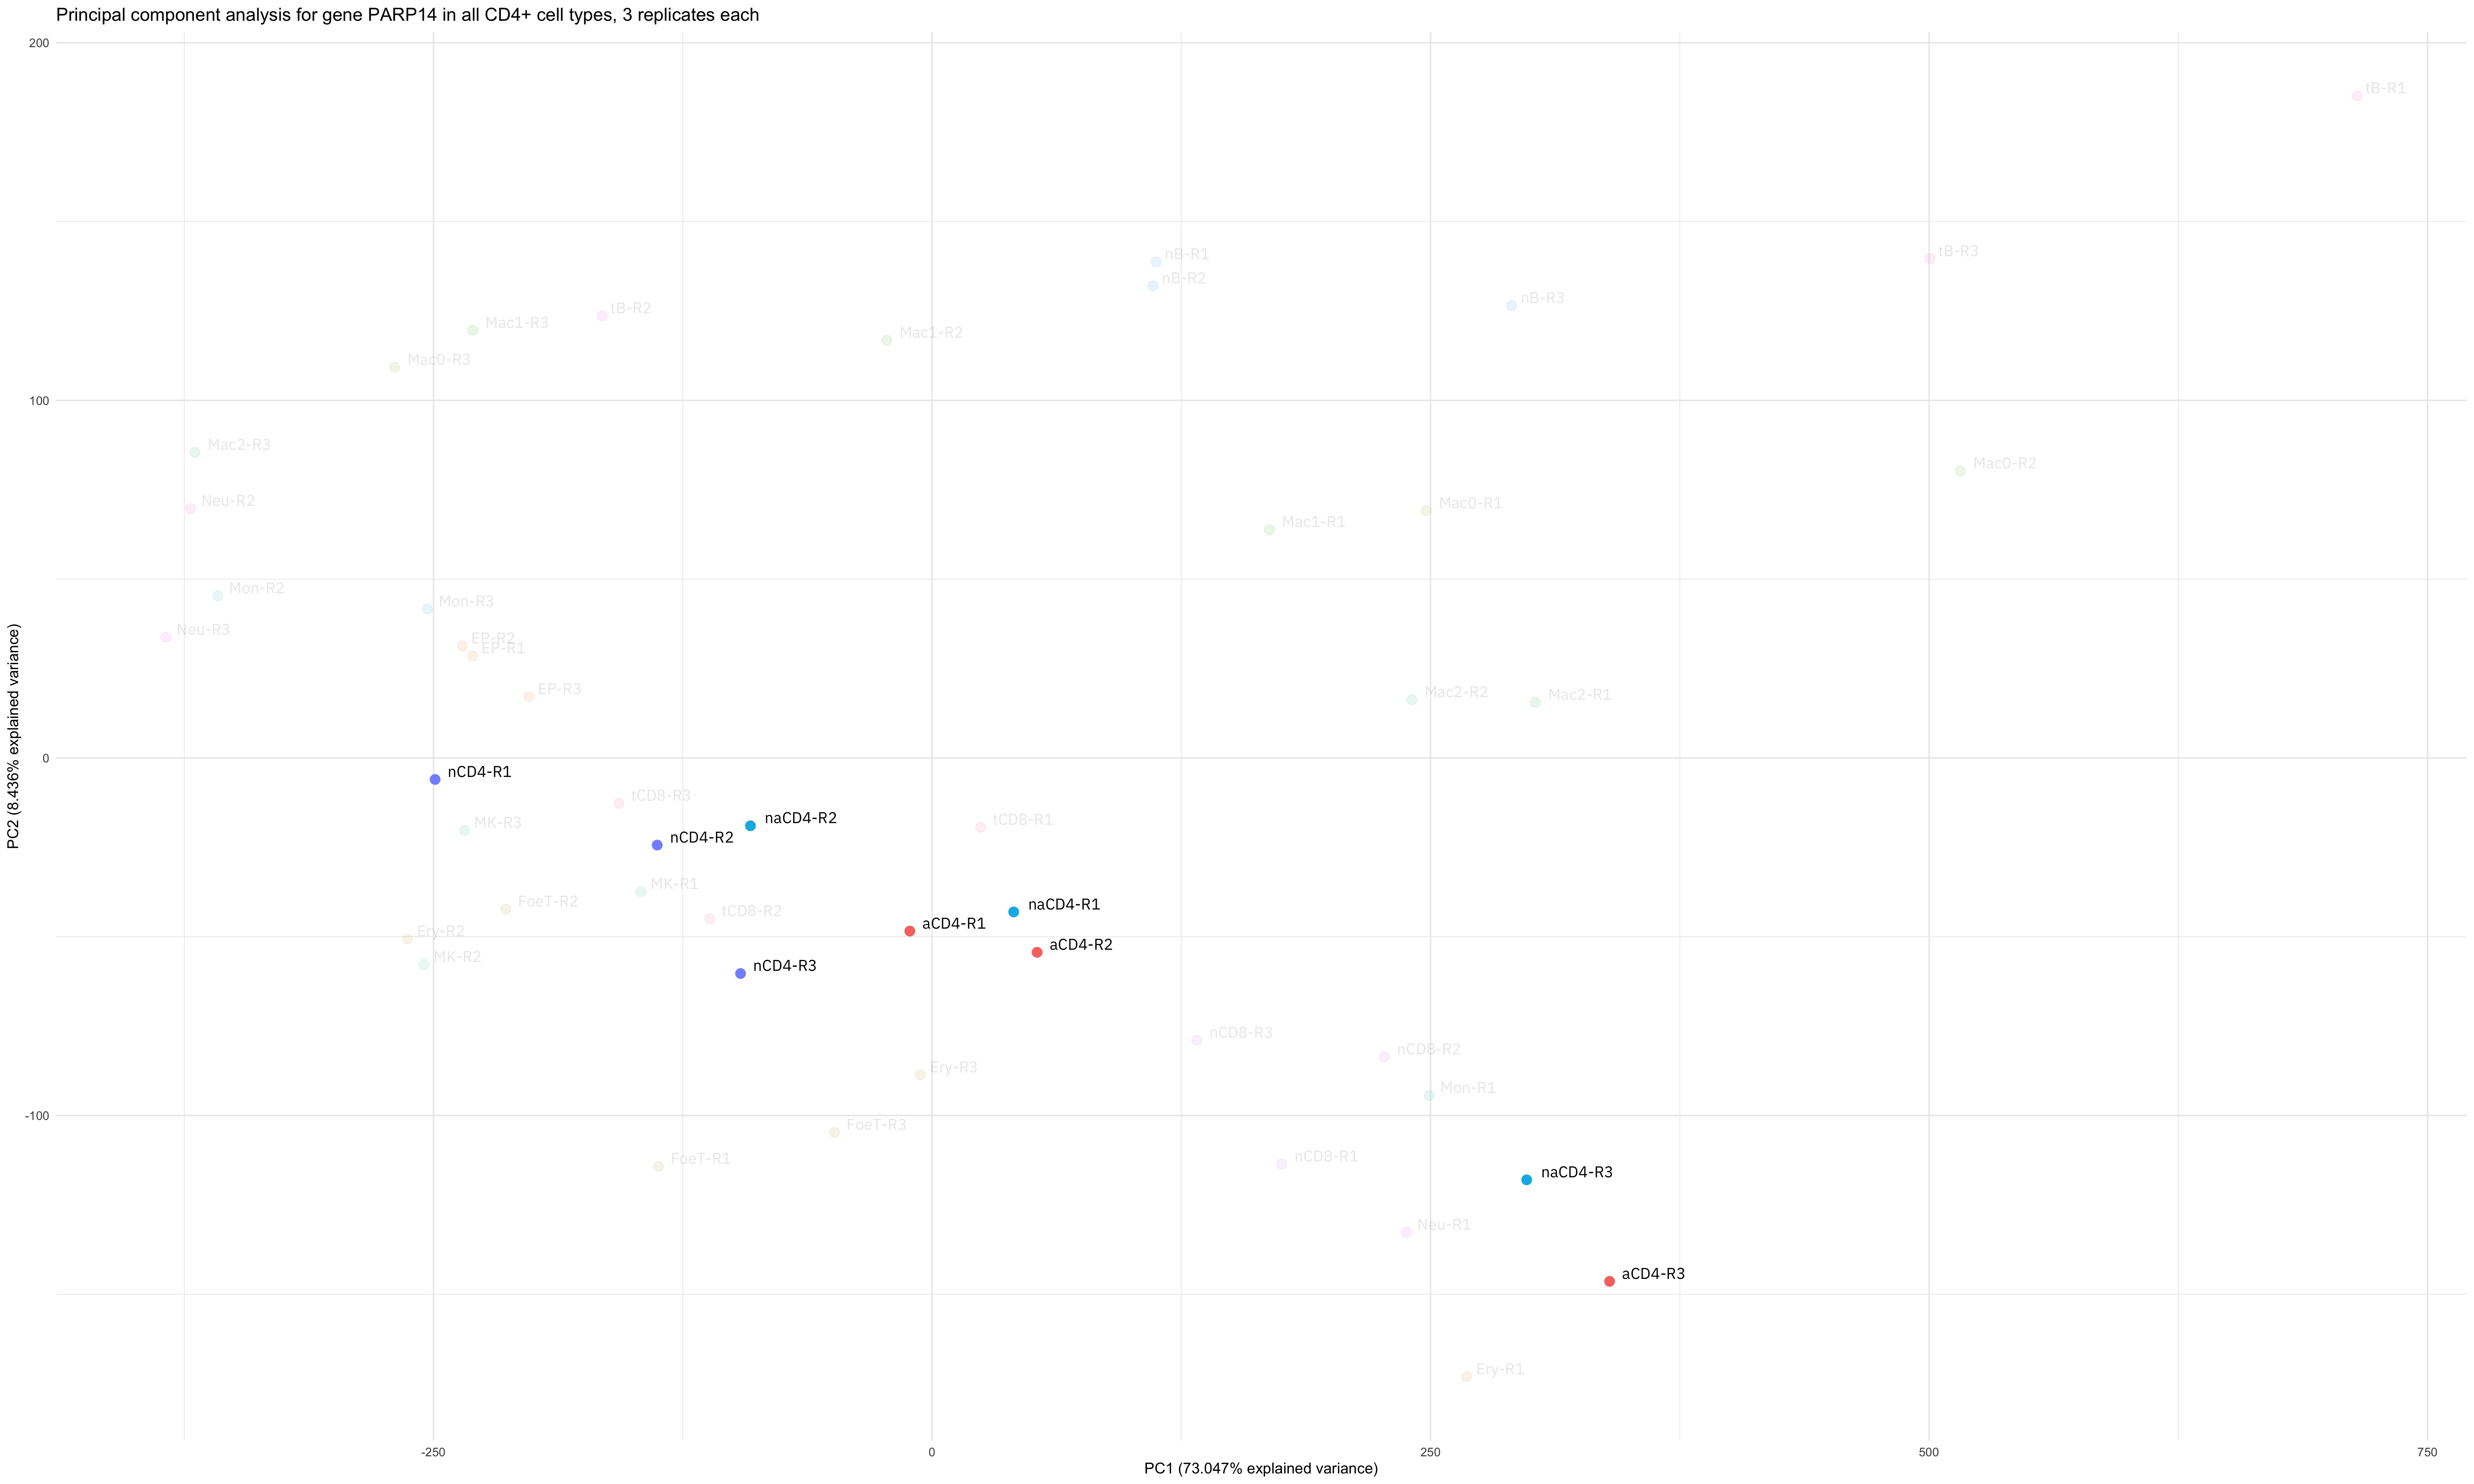 Principal component analysis for gene PARP14 in all CD4+ cell types, 3 replicates each
200
tB-R1
tB-R3
nB-R1
nB-R2
nB-R3
tB-R2
Mac1-R3
Mac1-R2
Mac0-R3
100
Mac2-R3
Mac0-R2
Neu-R2
Mac0-R1
Mac1-R1
Mon-R2
Mon-R3
Neu-R3
EP-R2
EP-R1
EP-R3
Mac2-R2
Mac2-R1
PC2 (8.436% explained variance)
0
nCD4-R1
tCD8-R3
naCD4-R2
MK-R3
tCD8-R1
nCD4-R2
MK-R1
FoeT-R2
tCD8-R2
naCD4-R1
aCD4-R1
Ery-R2
aCD4-R2
MK-R2
nCD4-R3
nCD8-R3
nCD8-R2
Ery-R3
Mon-R1
-100
FoeT-R3
FoeT-R1
nCD8-R1
naCD4-R3
Neu-R1
aCD4-R3
Ery-R1
-250
0
250
500
750
PC1 (73.047% explained variance)